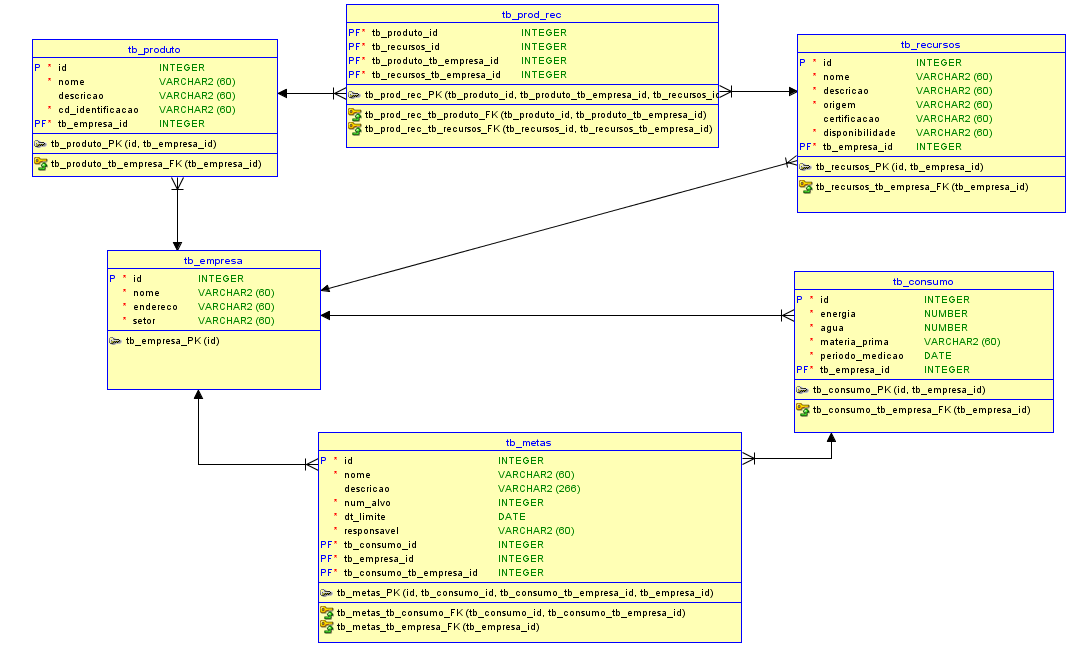 tb_prod_rec
PF* tb_produto_id INTEGER
PF* tb_recursos_id INTEGER
PF* tb_produto_tb_empresa_id INTEGER
PF* tb_recursos_tb_empresa_id INTEGER
tb_prod_rec_PK (tb_produto_id, tb_produto_tb_empresa_id, tb_recursos_id
tb_prod_rec_tb_produto_FK (tb_produto_id, tb_produto_tb_empresa_id)
tb_prod_rec_tb_recursos_FK (tb_recursos_id, tb_recursos_tb_empresa_id)
tb_produto
P * id INTEGER
* nome VARCHAR2 (60)
descricao VARCHAR2 (60)
* cd_identificacao VARCHAR2 (60)
PF* tb_empresa_id INTEGER
tb_produto_PK (id, tb_empresa_id)
tb_produto_tb_empresa_FK (tb_empresa_id)
tb_recursos
P * id INTEGER
* nome VARCHAR2 (60)
* descricao VARCHAR2 (60)
* origem VARCHAR2 (60)
certificacao VARCHAR2 (60)
* disponibilidade VARCHAR2 (60)
PF* tb_empresa_id INTEGER
tb_recursos_PK (id, tb_empresa_id)
tb_recursos_tb_empresa_FK (tb_empresa_id)
tb_empresa
P * id INTEGER
* nome VARCHAR2 (60)
* endereco VARCHAR2 (60)
* setor VARCHAR2 (60)
tb_empresa_PK (id)
tb_consumo
P * id INTEGER
* energia NUMBER
* agua NUMBER
* materia_prima VARCHAR2 (60)
* periodo_medicao DATE
PF* tb_empresa_id INTEGER
tb_consumo_PK (id, tb_empresa_id)
tb_consumo_tb_empresa_FK (tb_empresa_id)
tb_metas
P * id INTEGER
* nome VARCHAR2 (60)
descricao VARCHAR2 (266)
* num_alvo INTEGER
* dt_limite DATE
* responsavel VARCHAR2 (60)
PF* tb_consumo_id INTEGER
PF* tb_empresa_id INTEGER
PF* tb_consumo_tb_empresa_id INTEGER
tb_metas_PK (id, tb_consumo_id, tb_consumo_tb_empresa_id, tb_empresa_id)
tb_metas_tb_consumo_FK (tb_consumo_id, tb_consumo_tb_empresa_id)
tb_metas_tb_empresa_FK (tb_empresa_id)